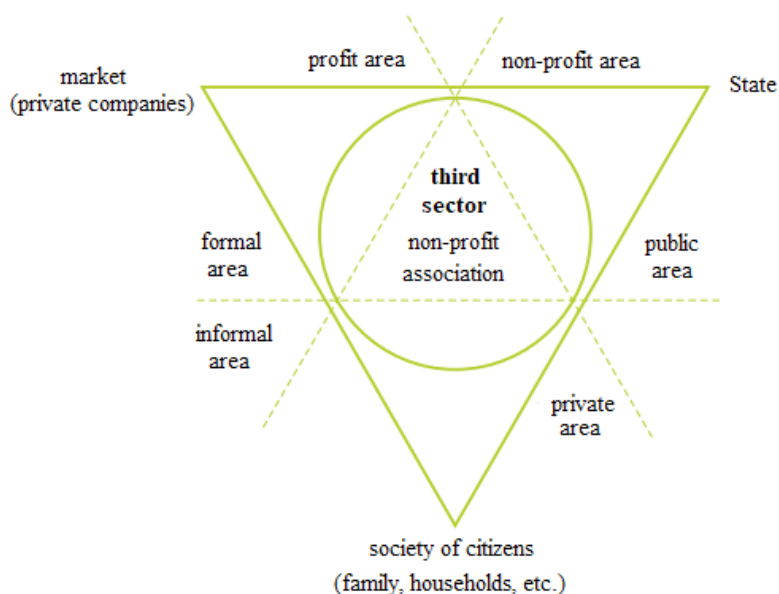 profit area
non-profit area
market
(private companies)
State
third
sector
non-profit
association
formal
area
public
area
informal
area
private
area
society of citizens
(family, households, etc.)